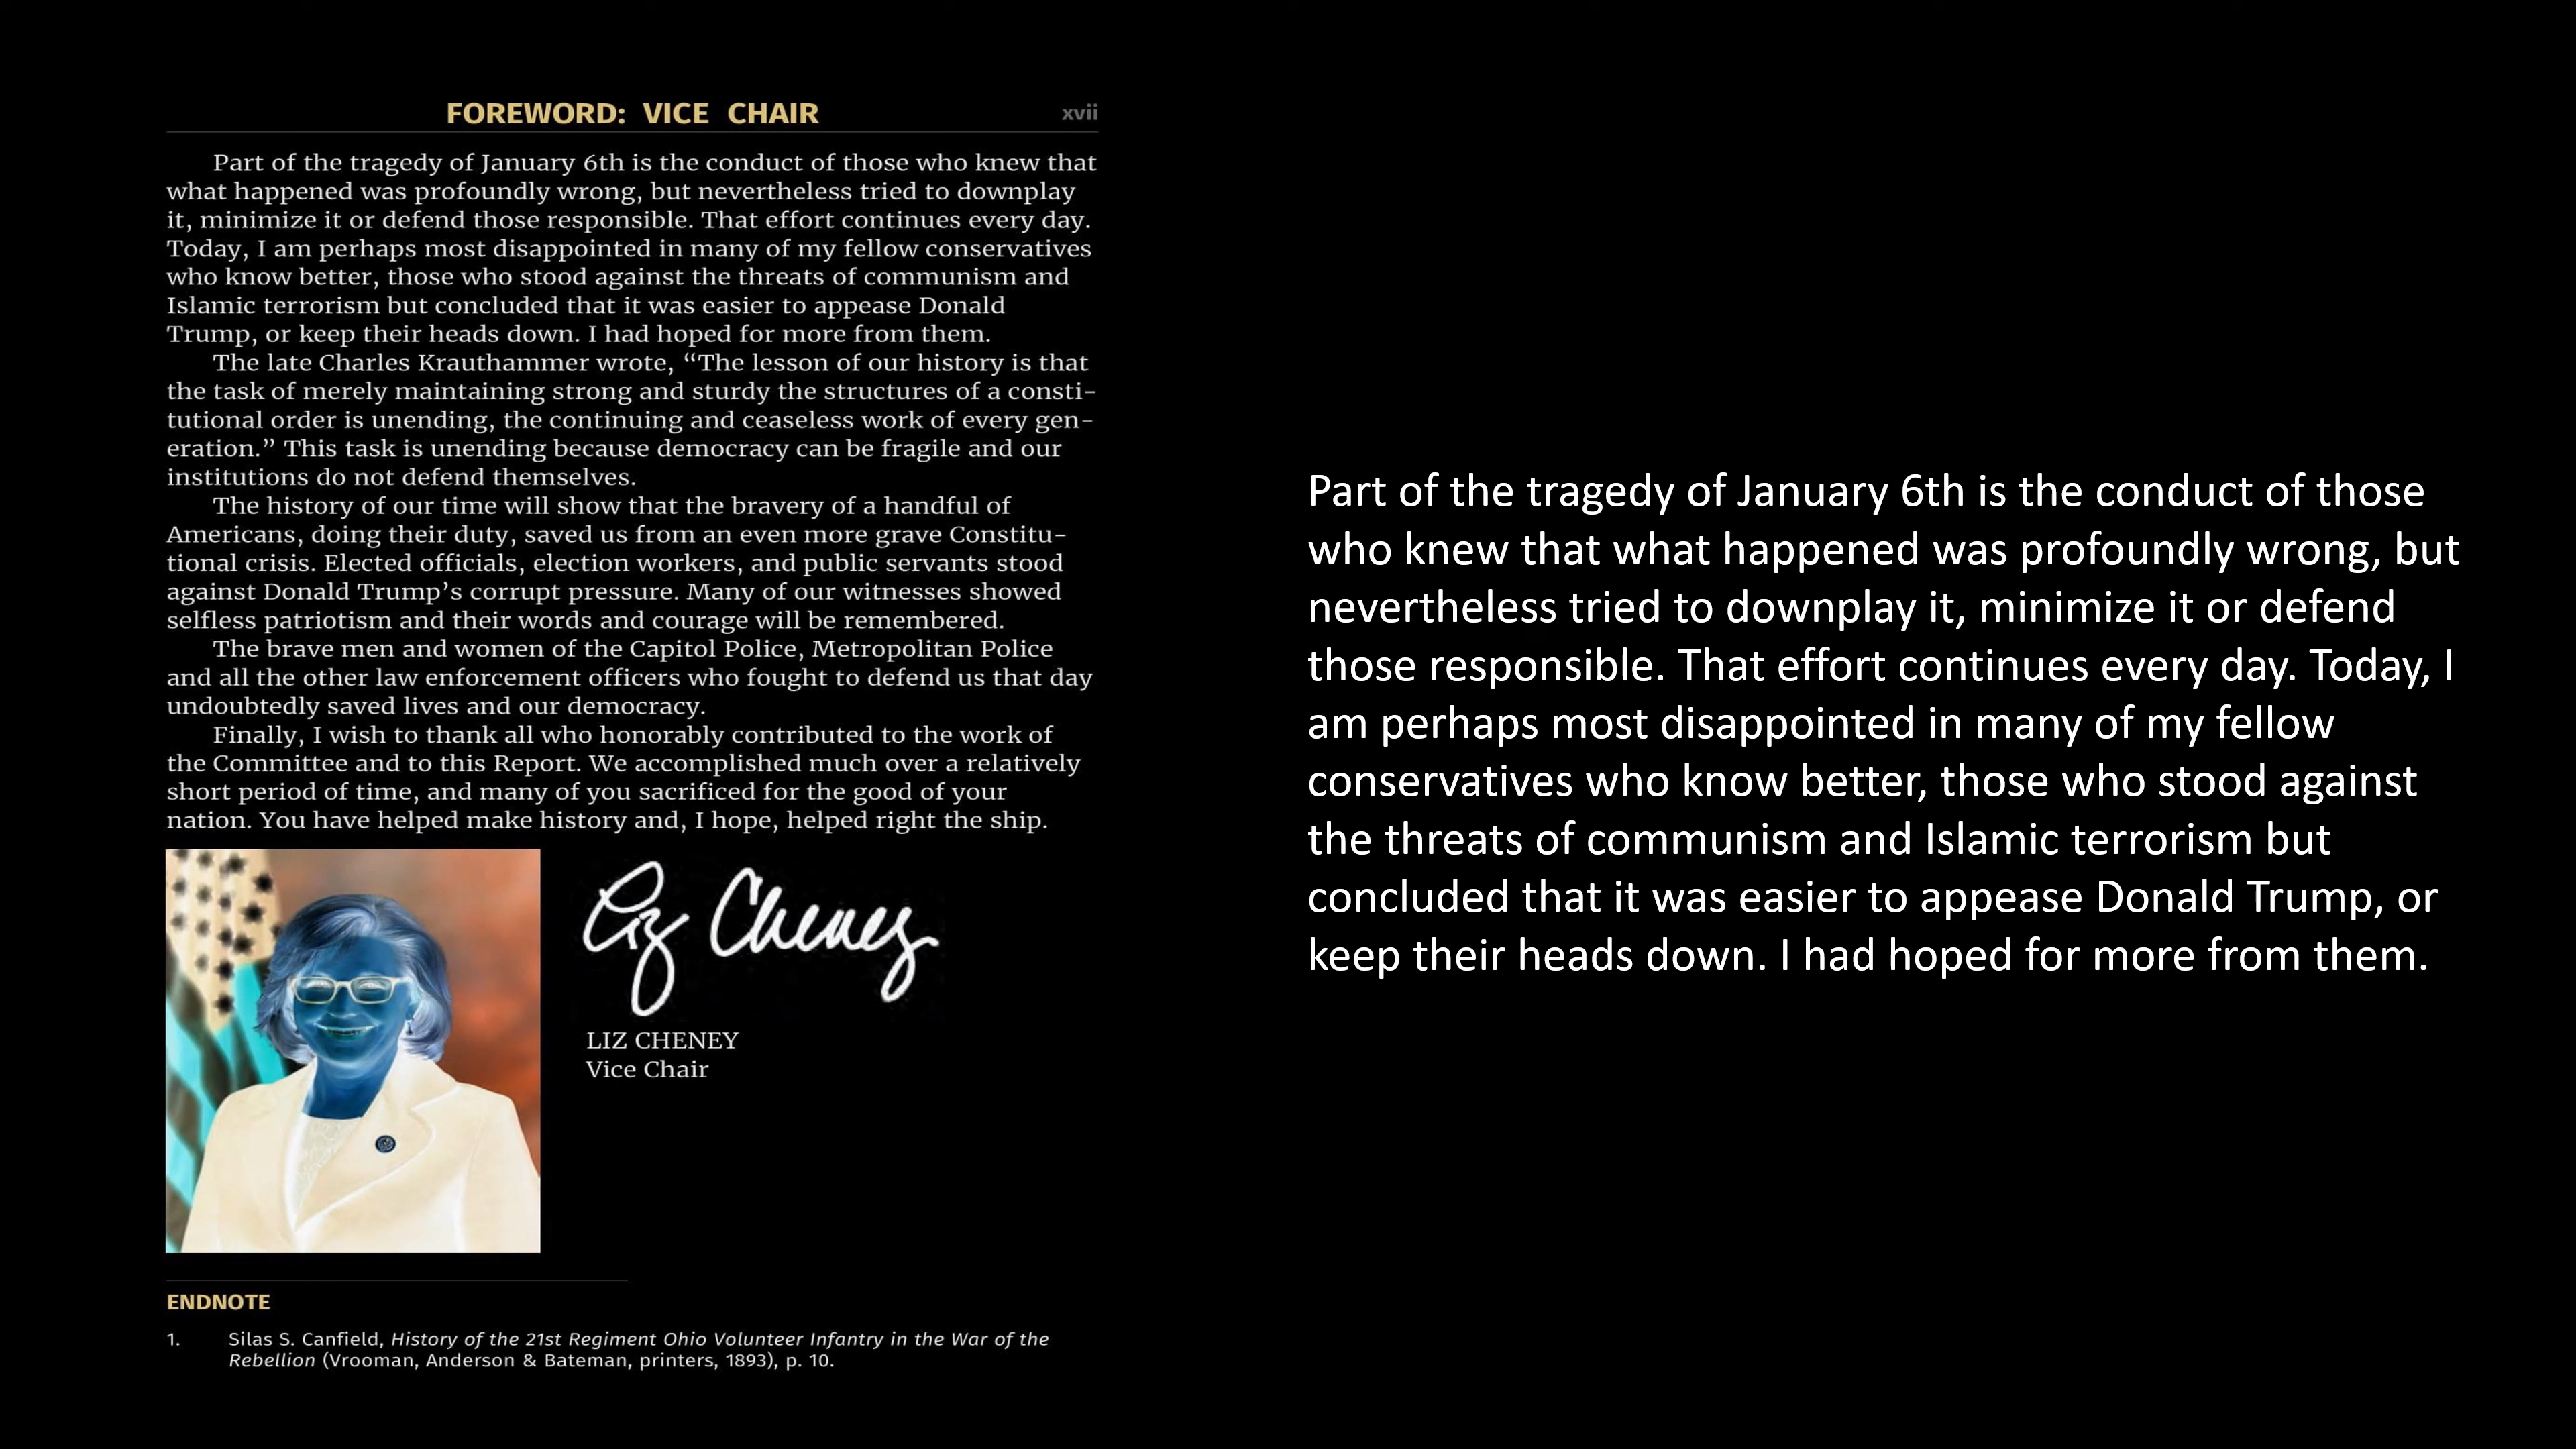 FOREWORD: VICE CHAIR
xvii
Part of the tragedy of January 6th is the conduct of those who knew that
what happened was profoundly wrong, but nevertheless tried to downplay
it, minimize it or defend those responsible. That effort continues every day.
Today, I am perhaps most disappointed in many of my fellow conservatives
who know better, those who stood against the threats of communism and
Islamic terrorism but concluded that it was easier to appease Donald
Trump, or keep their heads down. I had hoped for more from them.
The late Charles Krauthammer wrote, “The lesson of our history is that
the task of merely maintaining strong and sturdy the structures of a consti-
tutional order is unending, the continuing and ceaseless work of every gen-
eration.” This task is unending because democracy can be fragile and our
institutions do not defend themselves.
The history of our time will show that the bravery of a handful of
Americans, doing their duty, saved us from an even more grave Constitu-
tional crisis. Elected officials, election workers, and public servants stood
against Donald Trump’s corrupt pressure. Many of our witnesses showed
selfless patriotism and their words and courage will be remembered.
The brave men and women of the Capitol Police, Metropolitan Police
and all the other law enforcement officers who fought to defend us that day
undoubtedly saved lives and our democracy.
Finally, I wish to thank all who honorably contributed to the work of
the Committee and to this Report. We accomplished much over a relatively
short period of time, and many of you sacrificed for the good of your
nation. You have helped make history and, I hope, helped right the ship.
Liz Cheney
LIZ CHENEY
Vice Chair
ENDNOTE
1. Silas S. Canfield, History of the 21st Regiment Ohio Volunteer Infantry in the War of the
Rebellion (Vrooman, Anderson & Bateman, printers, 1893), p. 10.
Part of the tragedy of January 6th is the conduct of those
who knew that what happened was profoundly wrong, but
nevertheless tried to downplay it, minimize it or defend
those responsible. That effort continues every day. Today, I
am perhaps most disappointed in many of my fellow
conservatives who know better, those who stood against
the threats of communism and Islamic terrorism but
concluded that it was easier to appease Donald Trump, or
keep their heads down. I had hoped for more from them.